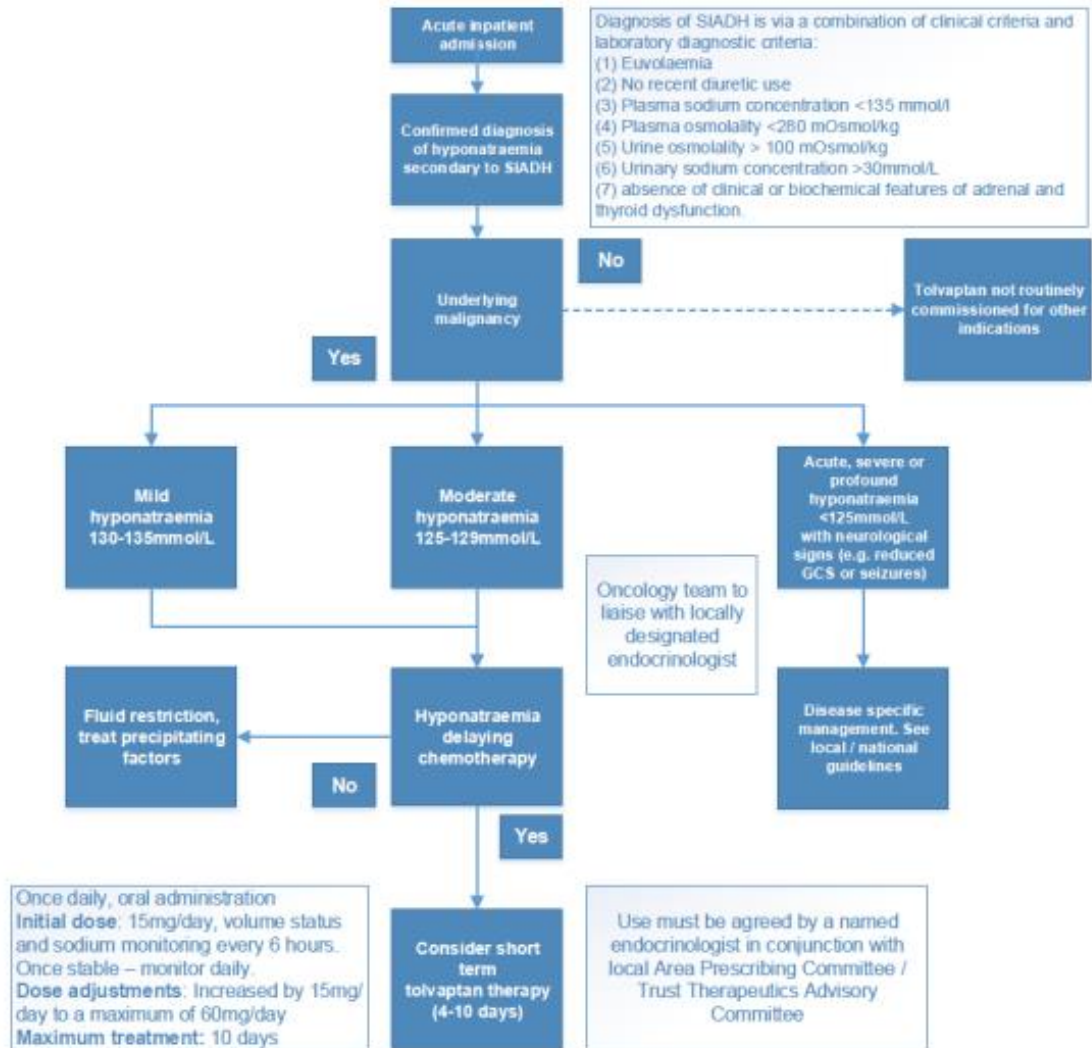 Acute inpatient
admission
Diagnosis of SIADH is via a combination of clinical criteria and
laboratory diagnostic criteria:
(1) Euvolaemia
(2) No recent diuretic use
(3) Plasma sodium concentration <135 mmol/l
(4) Plasma osmolality <280 mOsmol/kg
(5) Urine osmolality > 100 mOsmol/kg
(6) Urinary sodium concentration >30mmol/L
(7) absence of clinical or biochemical features of adrenal and
thyroid dysfunction.
Confirmed diagnosis
of hyponatraemia
secondary to SIADH
No
Underlying
malignancy
Tolvaptan not routinely
commissioned for other
indications
Yes
Mild
hyponatraemia
130-135mmol/L
Moderate
hyponatraemia
125-129mmol/L
Acute, severe or
profound
hyponatraemia
<125mmol/L
with neurological
signs (e.g. reduced
GCS or seizures)
Oncology team to
liaise with locally
designated
endocrinologist
Fluid restriction,
treat precipitating
factors
Hyponatraemia
delaying
chemotherapy
Disease specific
management. See
local / national
guidelines
No
Yes
Once daily, oral administration
Initial dose: 15mg/day, volume status
and sodium monitoring every 6 hours.
Once stable – monitor daily.
Dose adjustments: Increased by 15mg/
day to a maximum of 60mg/day
Maximum treatment: 10 days
Consider short
term
tolvaptan therapy
(4-10 days)
Use must be agreed by a named
endocrinologist in conjunction with
local Area Prescribing Committee /
Trust Therapeutics Advisory
Committee